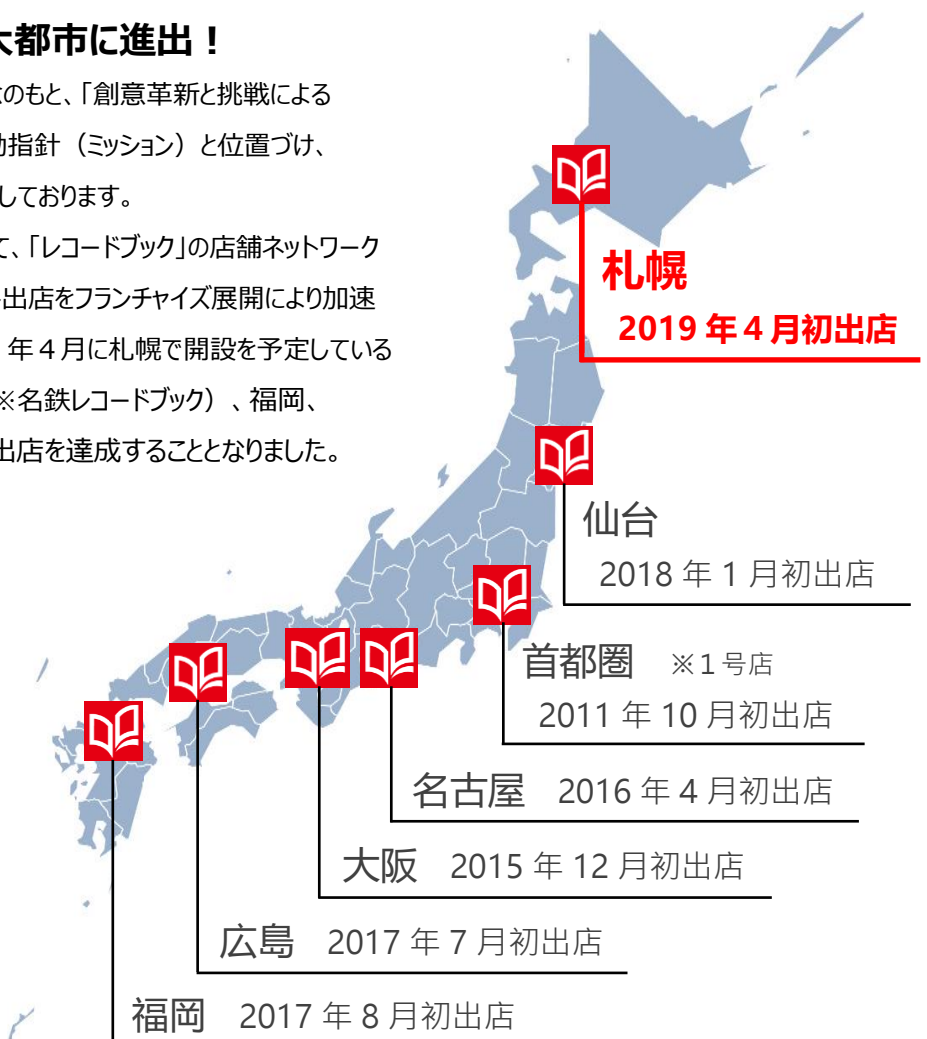 大都市に進出！
のもと、「創意革新と挑戦による
動指針（ミッション）と位置づけ、
しております。
て、「レコードブック」の店舗ネットワーク
出店をフランチャイズ展開により加速
年４月に札幌で開設を予定している
※名鉄レコードブック）、福岡、
出店を達成することとなりました。
札幌
2019 年４月初出店
仙台
2018 年 1 月初出店
首都圏 ※１号店
2011 年 10 月初出店
名古屋 2016 年 4 月初出店
大阪 2015 年 12 月初出店
広島 2017 年 7 月初出店
福岡 2017 年 8 月初出店